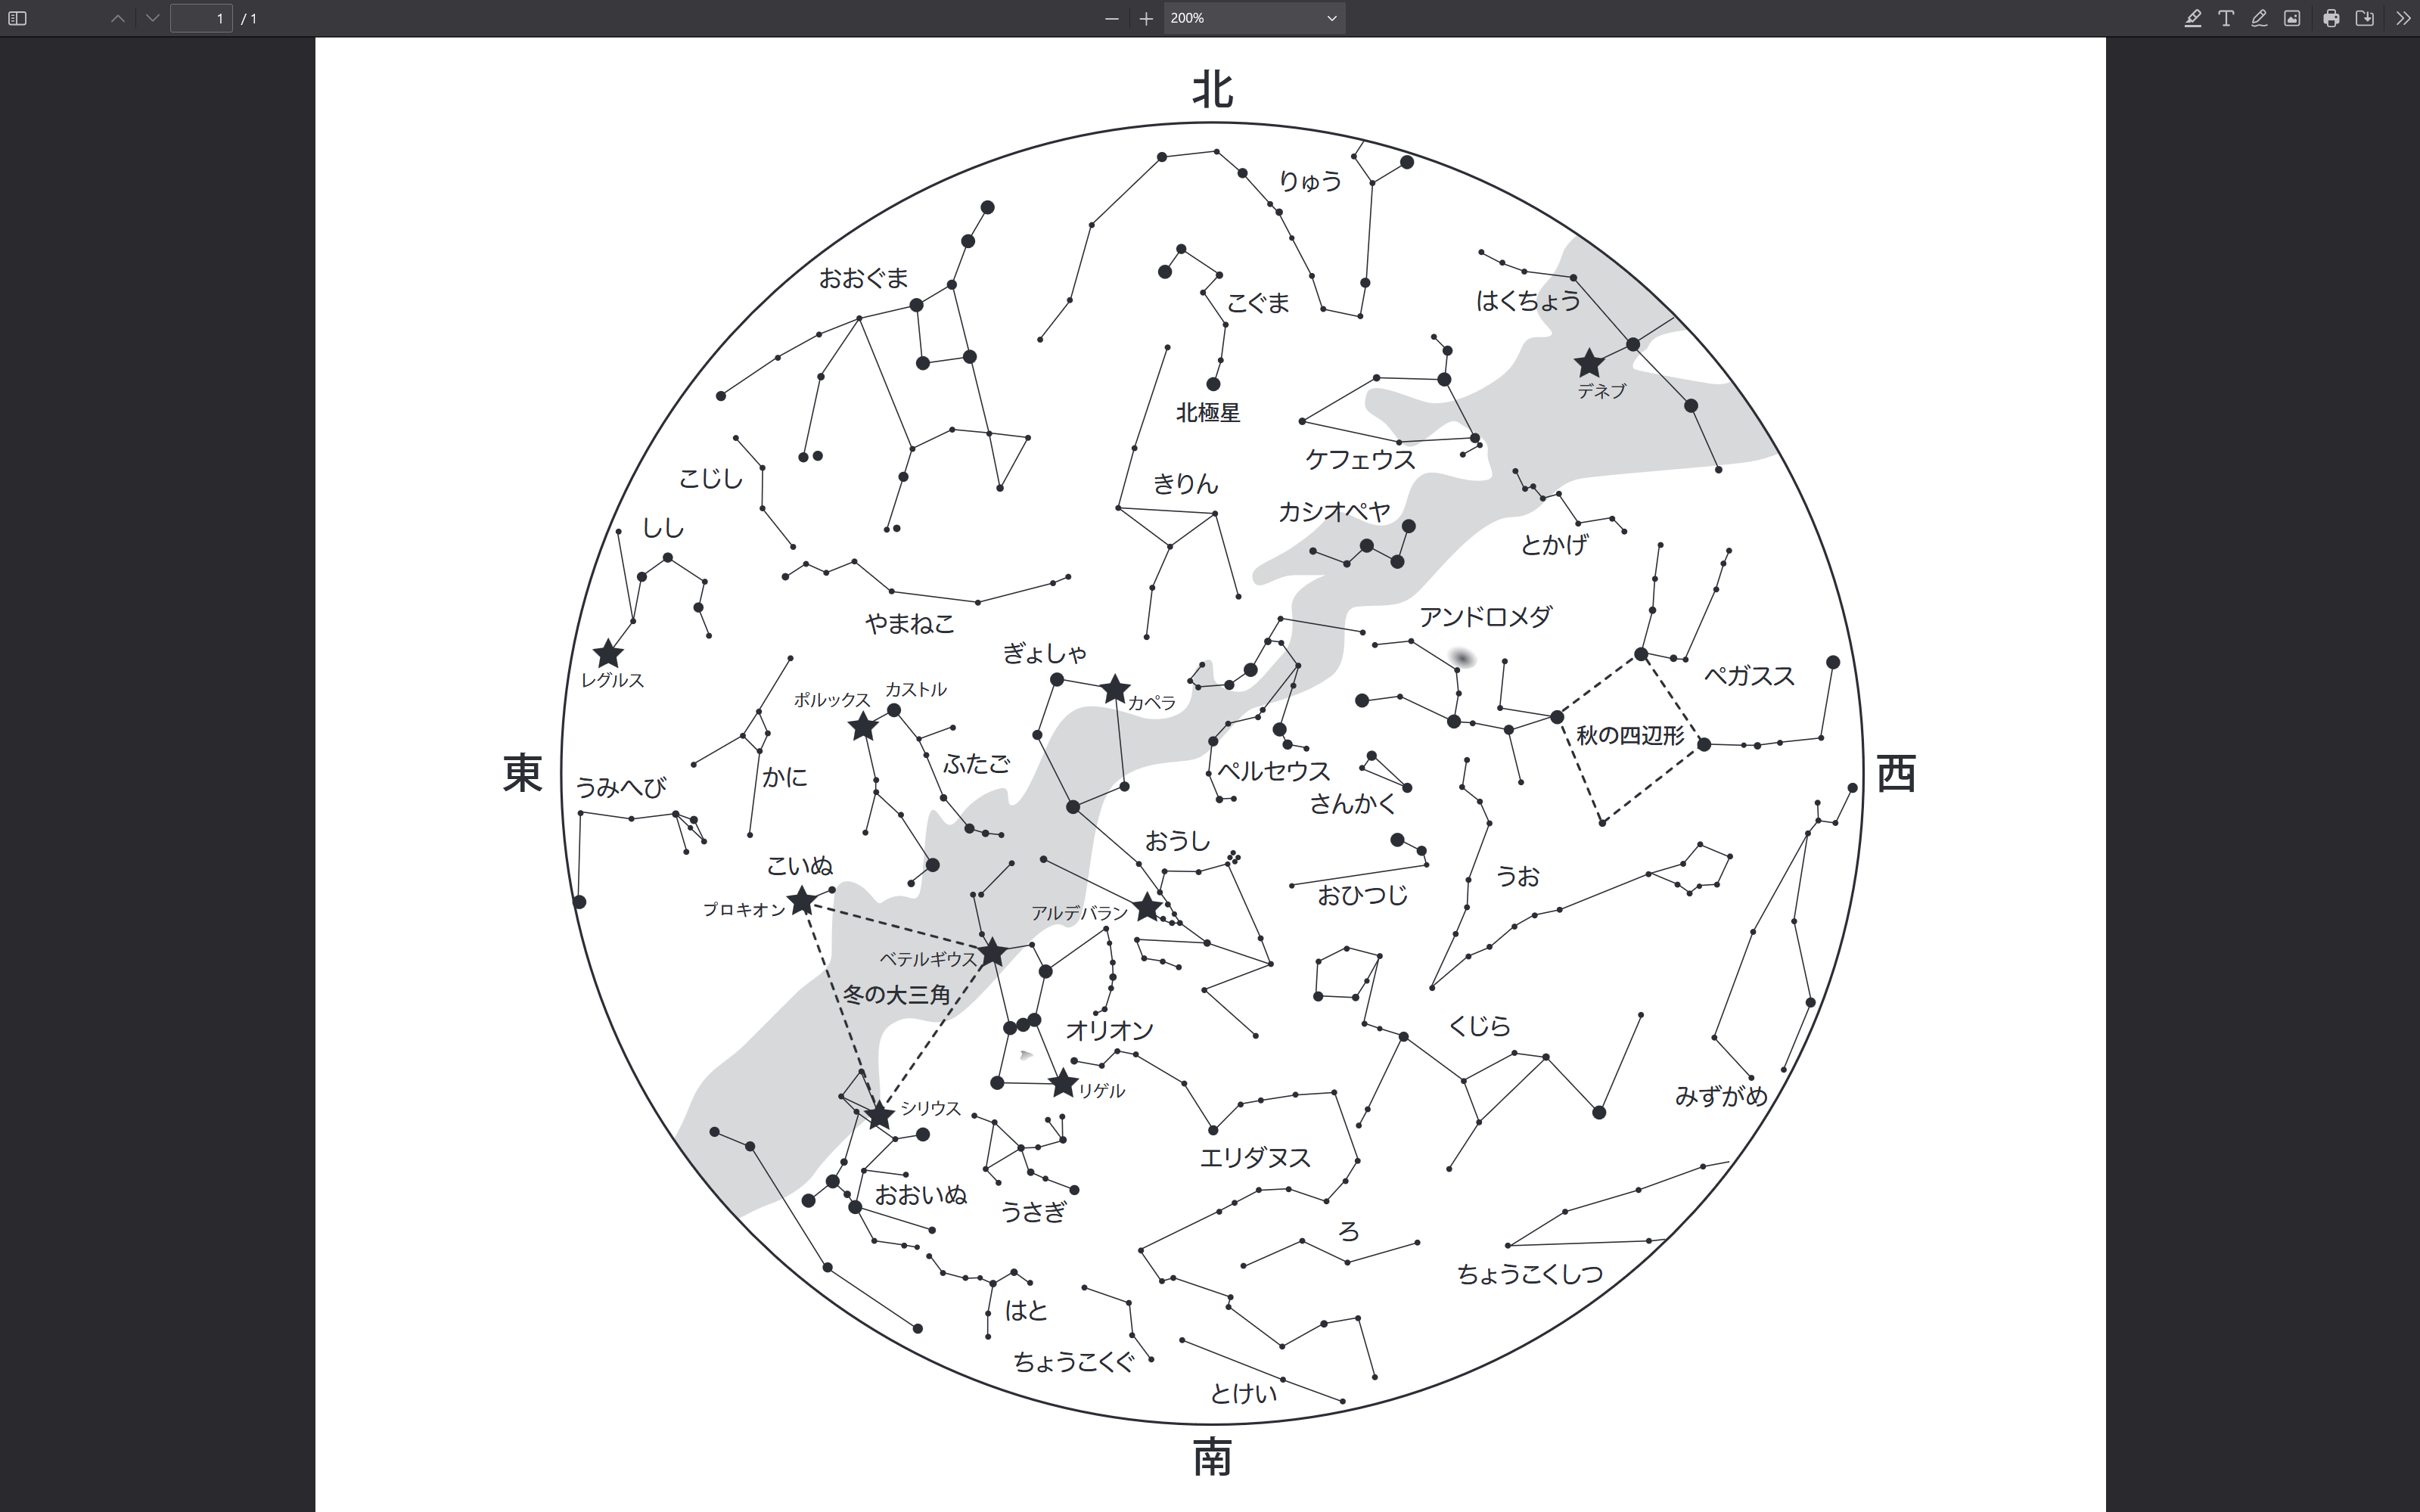 1 / 1
200%
北
りゅう
おおぐま
こぐま
はくちょう
デネブ
北極星
ケフェウス
こじし
きりん
カシオペヤ
しし
とかげ
やまねこ
アンドロメダ
ぎょしゃ
レグルス
ポルックス
カストル
カペラ
ペガスス
秋の四辺形
東
西
うみへび
かに
ふたご
ペルセウス
さんかく
おうし
こいぬ
うお
おひつじ
プロキオン
アルデバラン
ベテルギウス
冬の大三角
オリオン
くじら
リゲル
みずがめ
シリウス
エリダヌス
おおいぬ
うさぎ
ろ
ちょうこくしつ
はと
ちょうこくぐ
とけい
南